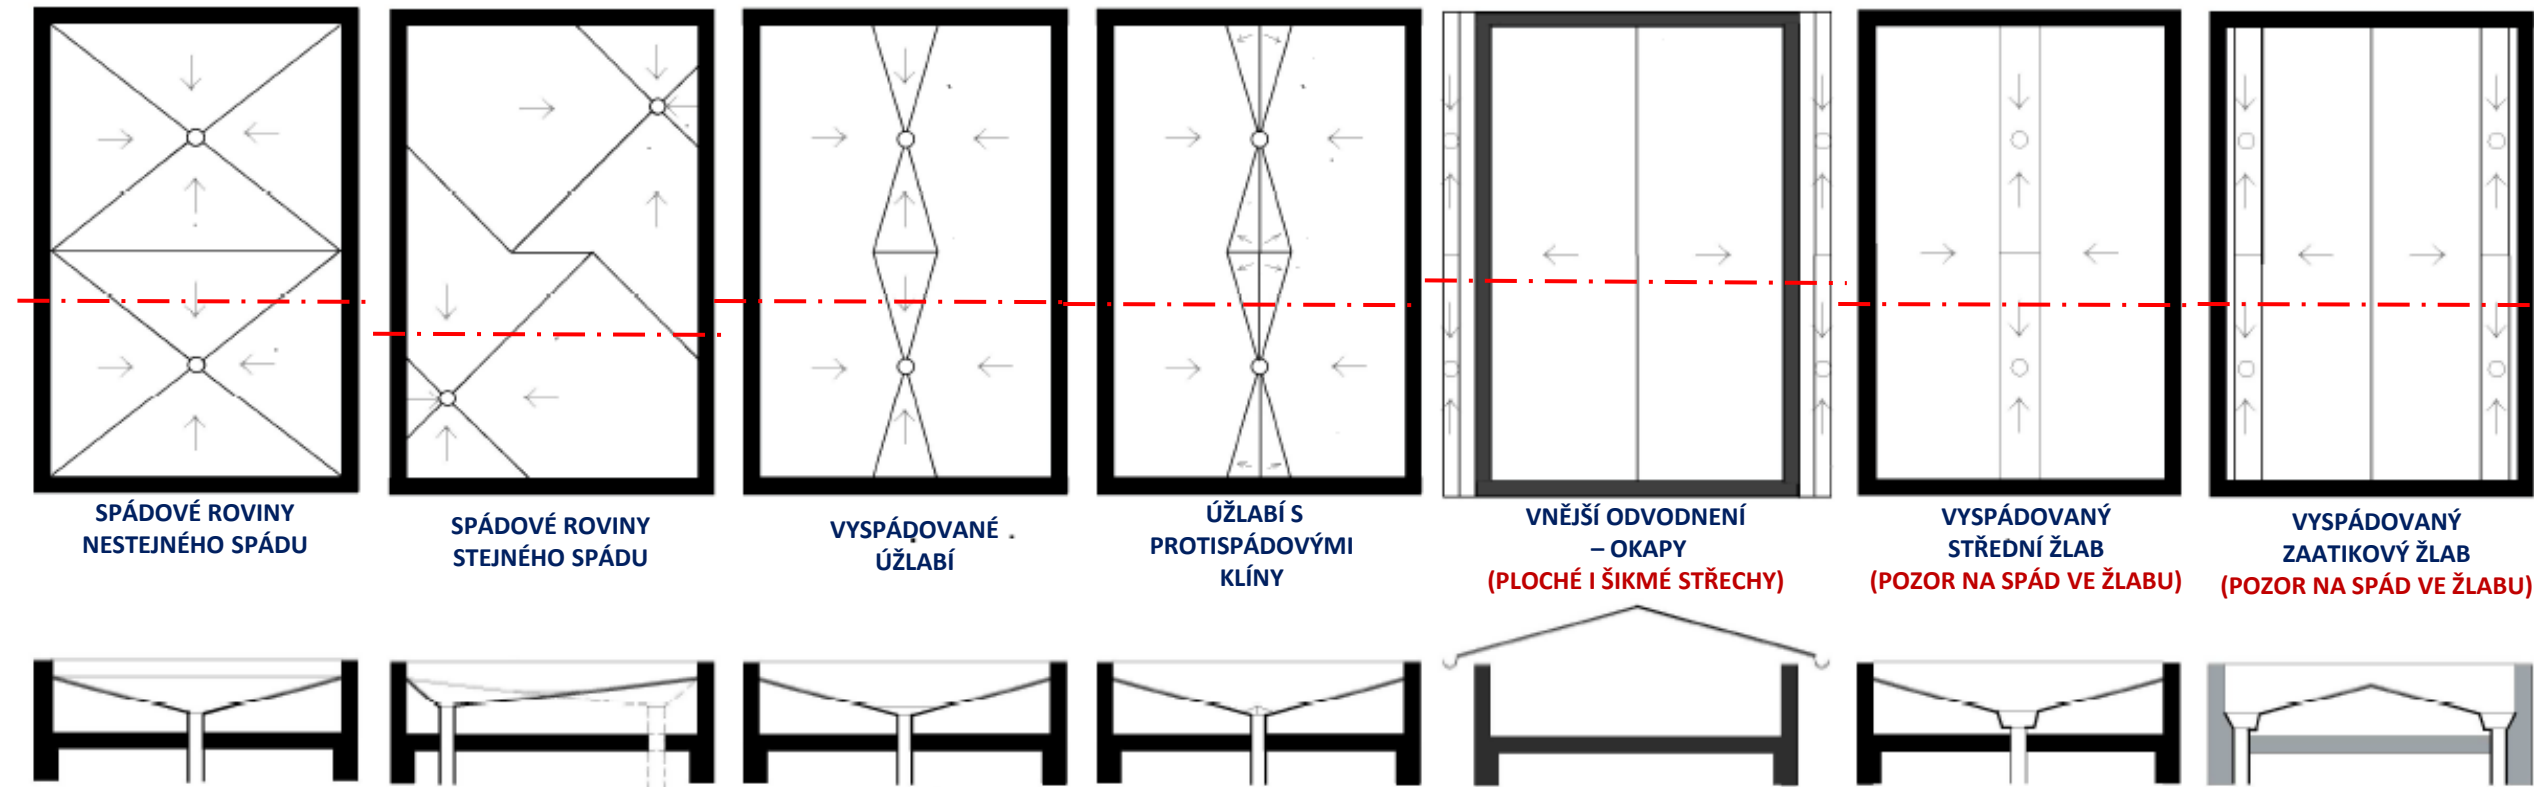 SPÁDOVÉ ROVINY
NESTEJNÉHO SPÁDU
SPÁDOVÉ ROVINY
STEJNÉHO SPÁDU
VYSPÁDOVANÉ
ÚŽLABÍ
ÚŽLABÍ S
PROTISPÁDOVÝMI
KLÍNY
VNĚJŠÍ ODVODNENÍ
– OKAPY
(PLOCHÉ I ŠIKMÉ STŘECHY)
VYSPÁDOVANÝ
STŘEDNÍ ŽLAB
(POZOR NA SPÁD VE ŽLABU)
VYSPÁDOVANÝ
ZAATIKOVÝ ŽLAB
(POZOR NA SPÁD VE ŽLABU)